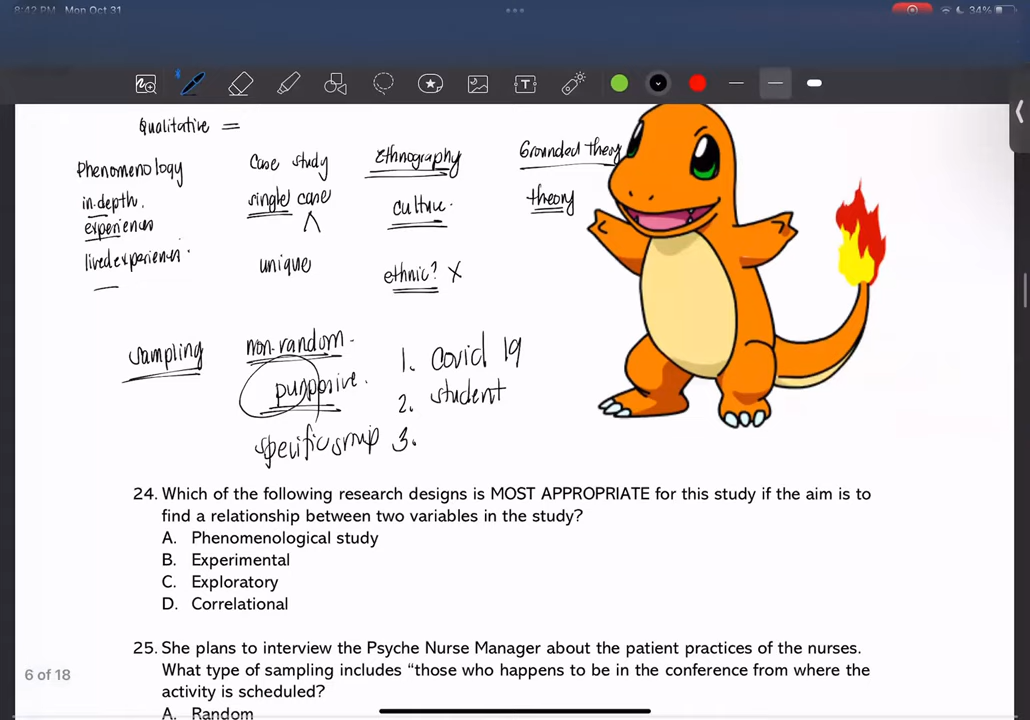 8:42 PM Mon Oct 31
34%
Qualitative =
Phenomenology
in-depth.
experiences
lived experiences
Case study
single case
unique
Ethnography
culture.
ethnic? X
Grounded theory
theory
Sampling
non-random.
purposive.
specific group
1. Covid 19
2. student
3.
24. Which of the following research designs is MOST APPROPRIATE for this study if the aim is to
find a relationship between two variables in the study?
A. Phenomenological study
B. Experimental
C. Exploratory
D. Correlational
25. She plans to interview the Psyche Nurse Manager about the patient practices of the nurses.
What type of sampling includes “those who happens to be in the conference from where the
activity is scheduled?
A. Random
6 of 18